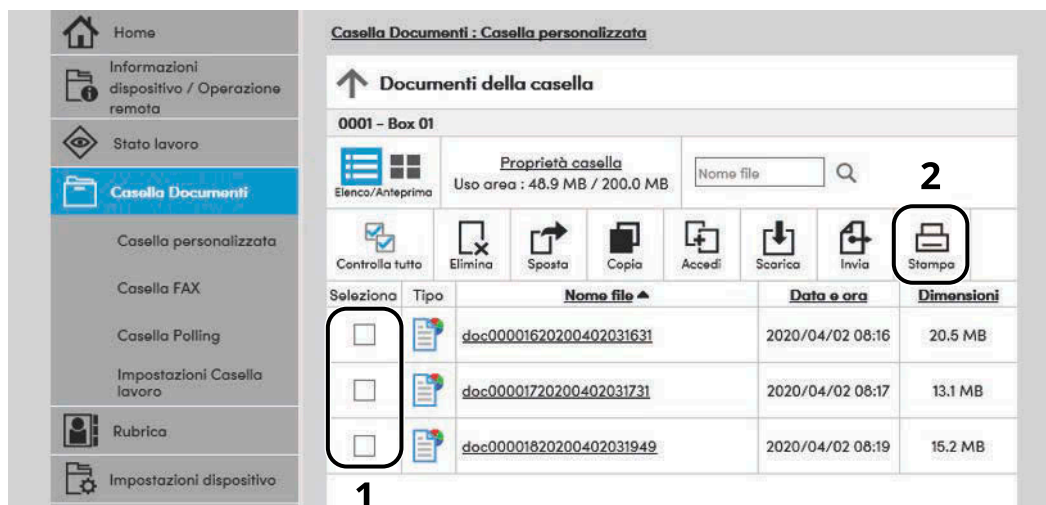 Home
Informazioni
dispositivo / Operazione
remota
Stato lavoro
Casella Documenti
Casella personalizzata
Casella FAX
Casella Polling
Impostazioni Casella
lavoro
Rubrica
Impostazioni dispositivo
Casella Documenti : Casella personalizzata
Documenti della casella
0001 - Box 01
Elenco/Anteprima
Proprietà casella
Uso area : 48.9 MB / 200.0 MB
Nome file
2
Controlla tutto Elimina Sposta Copia Accedi Scarica Invia Stampa
Seleziona Tipo Nome file Data e ora Dimensioni
doc00001620200402031631 2020/04/02 08:16 20.5 MB
doc00001720200402031731 2020/04/02 08:17 13.1 MB
doc00001820200402031949 2020/04/02 08:19 15.2 MB
1